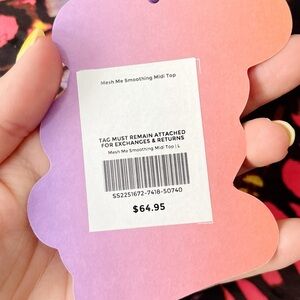 Mesh Me Smoothing Midi Top
TAG MUST REMAIN ATTACHED
FOR EXCHANGES & RETURNS
Mesh Me Smoothing Midi Top | L
SS2251672-7418-50740
$64.95